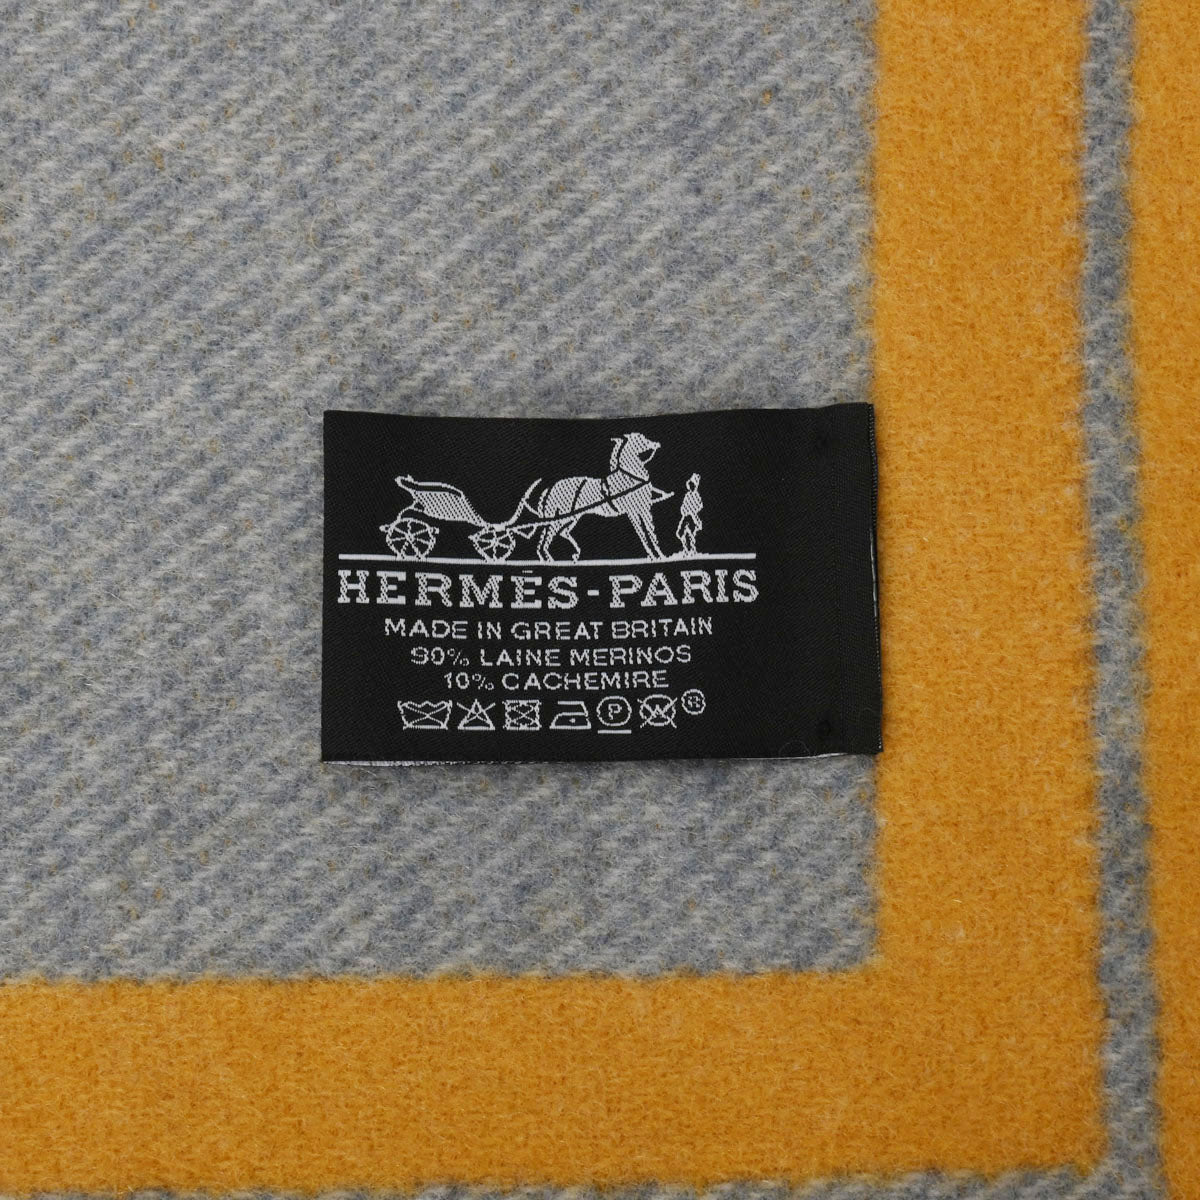 HERMÈS-PARIS
MADE IN GREAT BRITAIN
90% LAINE MERINOS
10% CACHEMIRE
P W ®